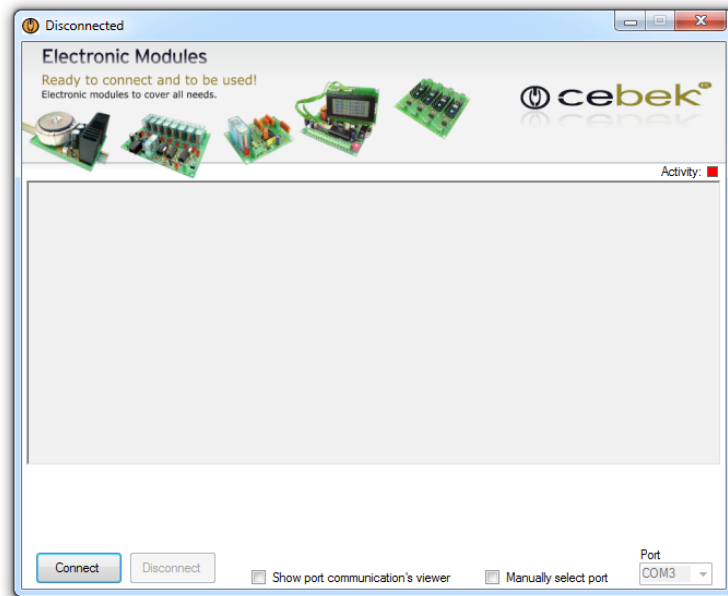 Disconnected
Electronic Modules
Ready to connect and to be used!
Electronic modules to cover all needs.
cebek
Activity:
Port
Connect
Disconnect
Show port communication's viewer
Manually select port
COM3